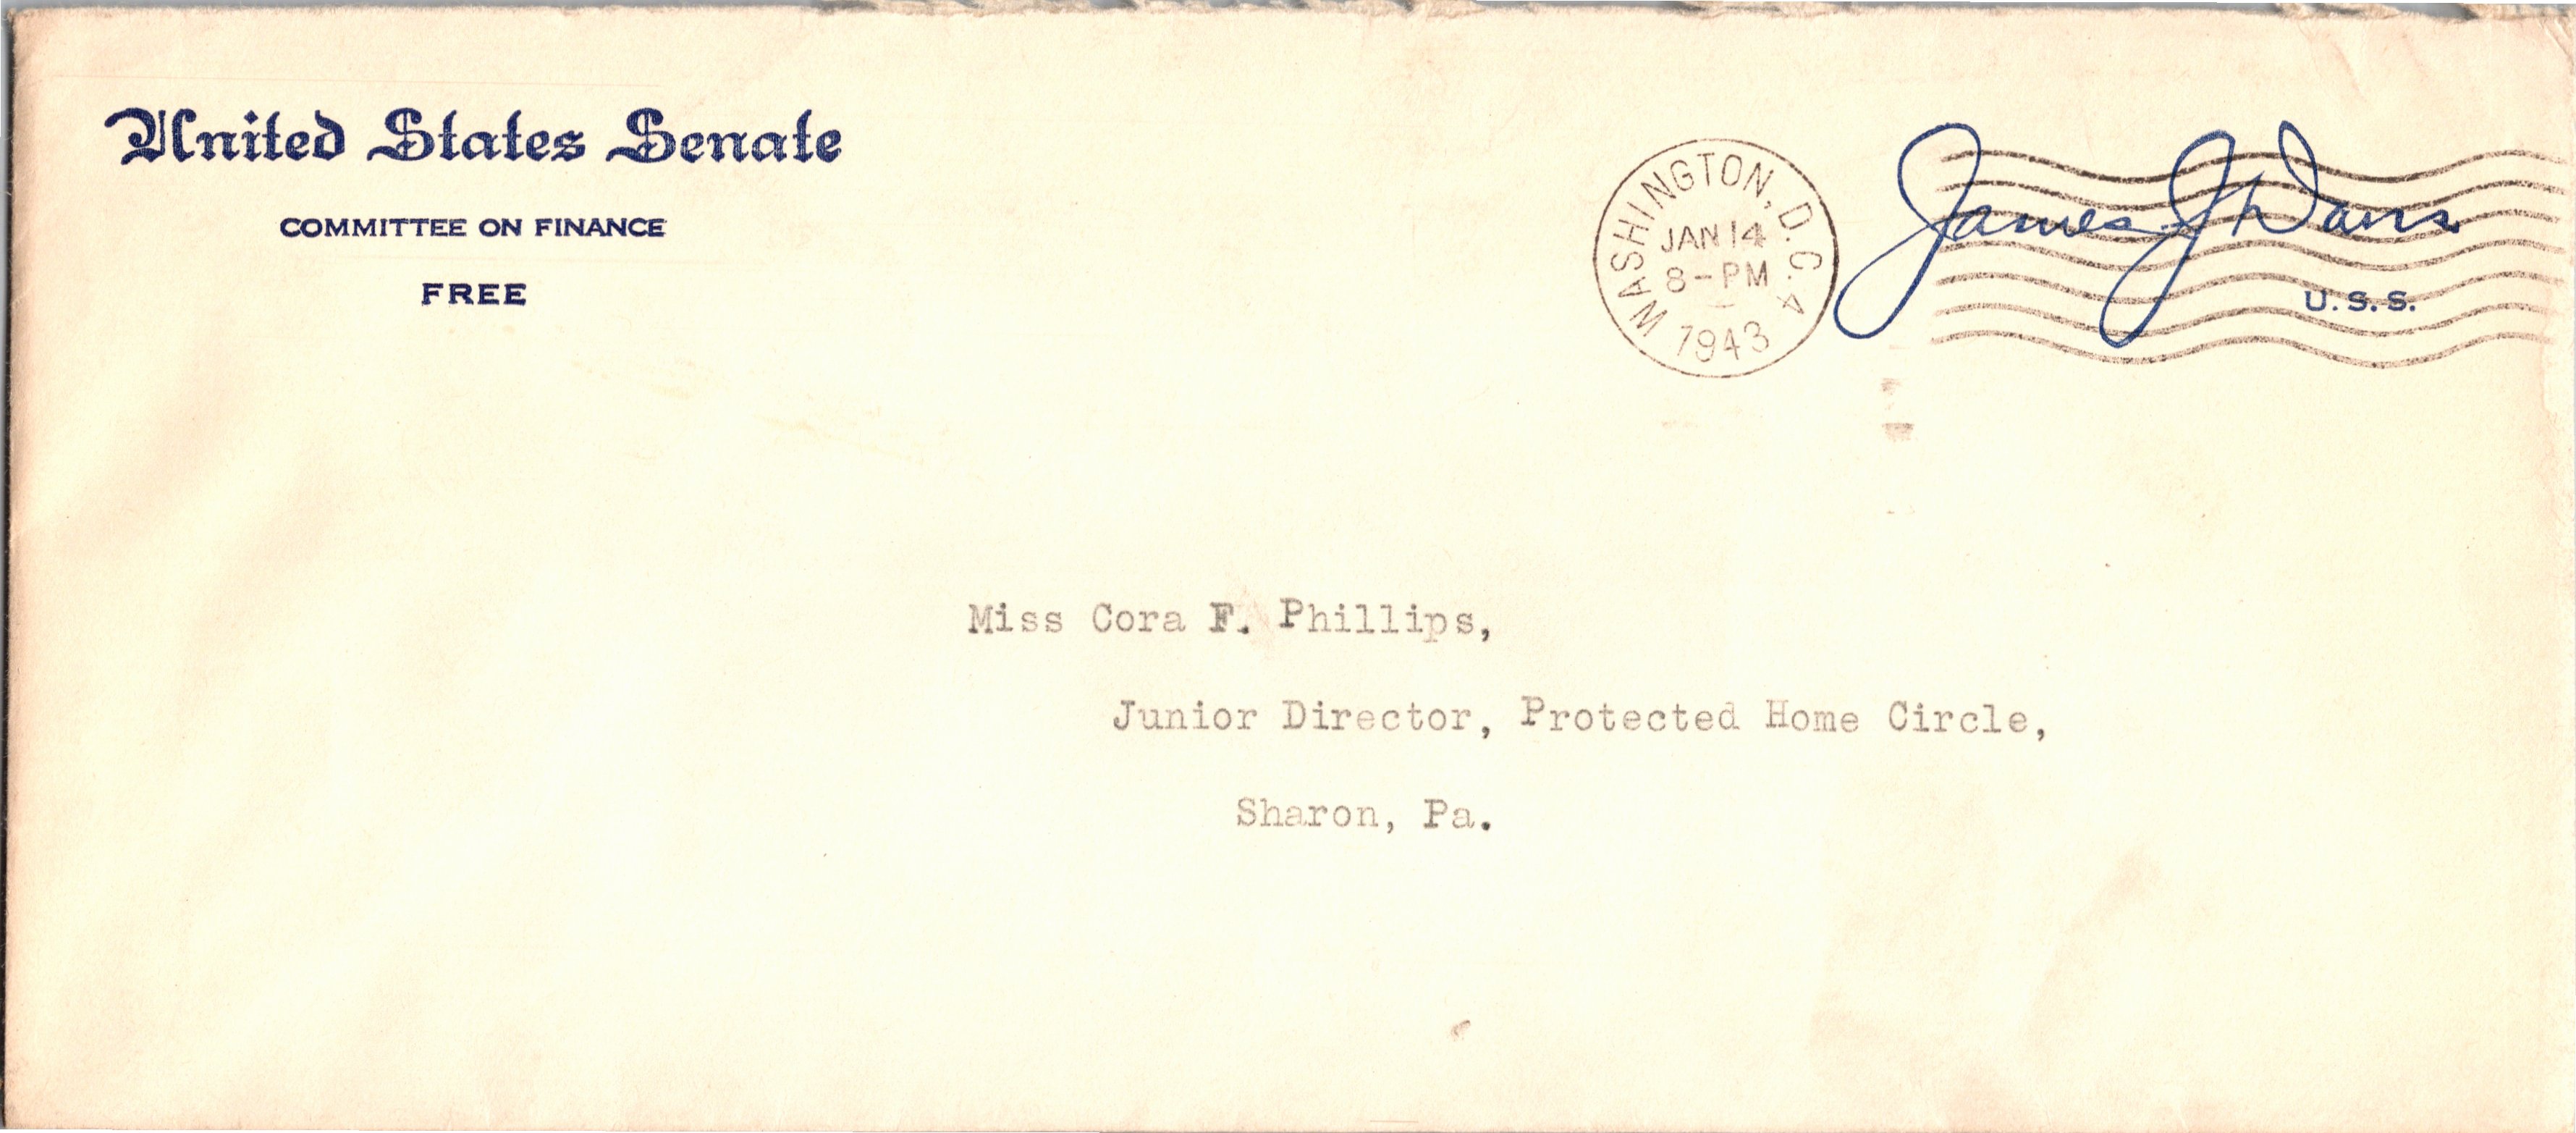 United States Senate
COMMITTEE ON FINANCE
FREE
WASHINGTON, D.C. 4
JAN 14
8-PM
1943
James J Davis
U.S.S.
Miss Cora F. Phillips,
Junior Director, Protected Home Circle,
Sharon, Pa.